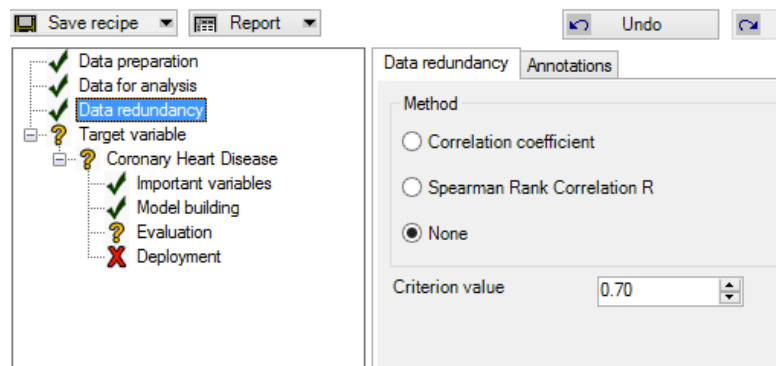 Save recipe
Report
Undo
Data preparation
Data for analysis
Data redundancy
Target variable
Coronary Heart Disease
Important variables
Model building
Evaluation
Deployment
Data redundancy
Annotations
Method
Correlation coefficient
Spearman Rank Correlation R
None
Criterion value
0.70